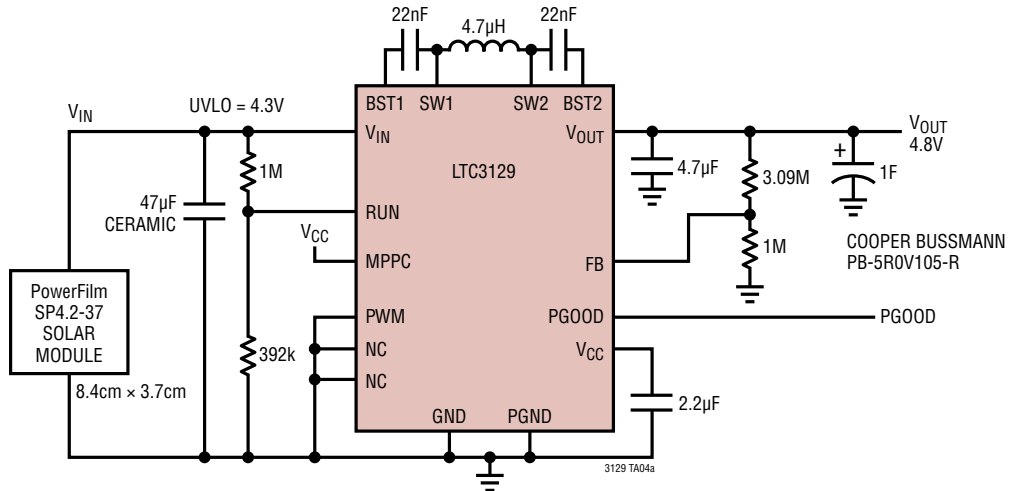 22nF
4.7µH
22nF
BST1
SW1
SW2
BST2
VIN
UVLO = 4.3V
VIN
VOUT
VOUT
4.8V
LTC3129
1M
4.7µF
3.09M
+
1F
47µF
CERAMIC
RUN
VCC
MPPC
FB
1M
COOPER BUSSMANN
PB-5R0V105-R
PowerFilm
SP4.2-37
SOLAR
MODULE
PWM
PGOOD
PGOOD
NC
VCC
392k
NC
8.4cm × 3.7cm
2.2µF
GND
PGND
3129 TA04a